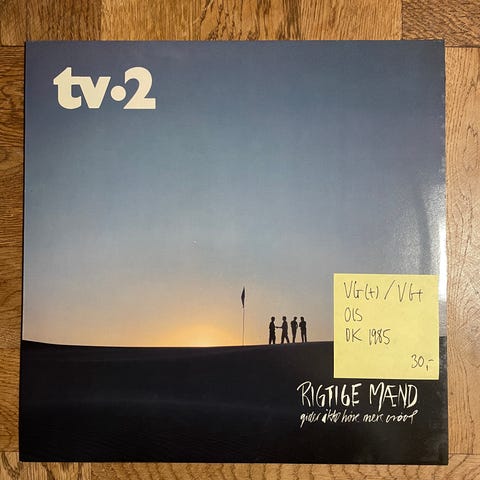 tv·2
VG(+) / VG+
OIS
DK 1985
30,-
RIGTIGE MÆND
gider ikke høre mere vrøvl